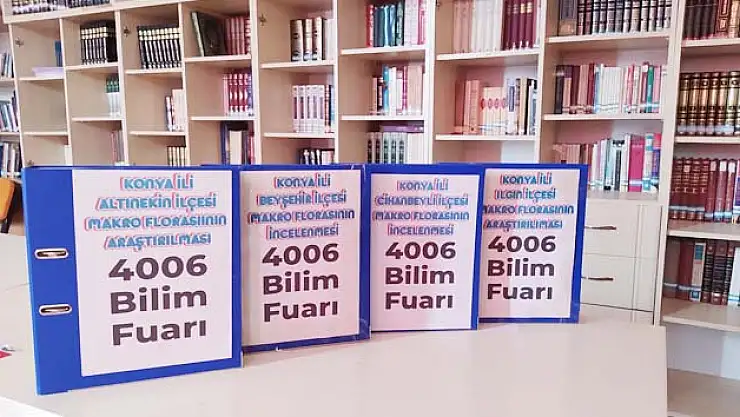 KONYA İLİ
ALTINEKİN İLÇESİ
MAKRO FLORASIININ
ARAŞTIRILMASI
4006
Bilim
Fuarı
KONYA İLİ
BEYŞEHİR İLÇESİ
MAKRO FLORASININ
İNCELENMESİ
4006
Bilim
Fuarı
KONYA İLİ
CİHANBEYLİ İLÇESİ
MAKRO FLORASININ
İNCELENMESİ
4006
Bilim
Fuarı
KONYA İLİ
ILGIN İLÇESİ
MAKRO FLORASININ
ARAŞTIRILMASI
4006
Bilim
Fuarı